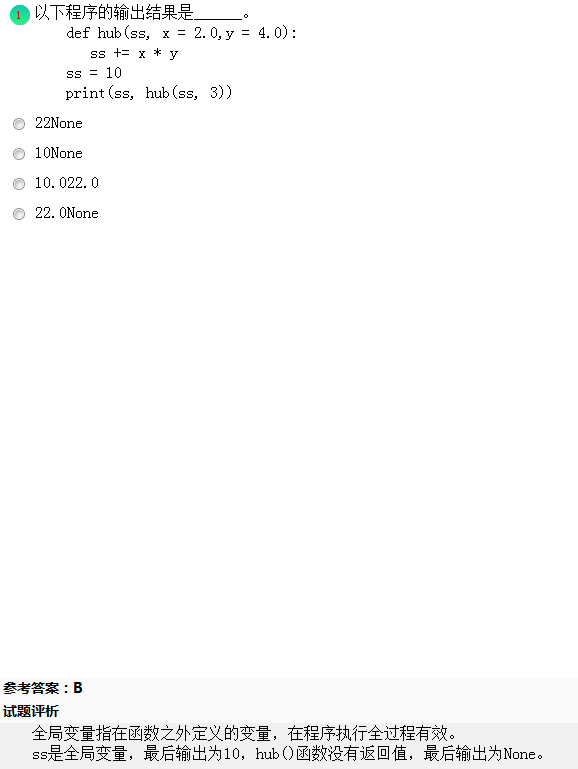 1 以下程序的输出结果是______。
def hub(ss, x = 2.0,y = 4.0):
ss += x * y
ss = 10
print(ss, hub(ss, 3))
22None
10None
10.022.0
22.0None
参考答案：B
试题评析
全局变量指在函数之外定义的变量，在程序执行全过程有效。
ss是全局变量，最后输出为10，hub()函数没有返回值，最后输出为None。